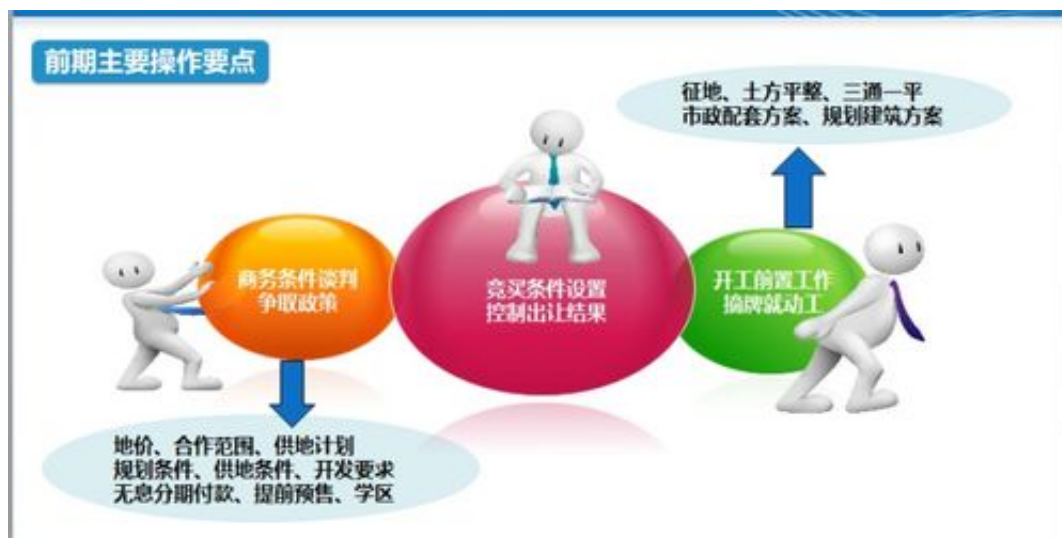 前期主要操作要点
征地、土方平整、三通一平
市政配套方案、规划建筑方案
商务条件谈判
争取政策
竞买条件设置
控制出让结果
开工前置工作
摘牌就动工
地价、合作范围、供地计划
规划条件、供地条件、开发要求
无息分期付款、提前预售、学区